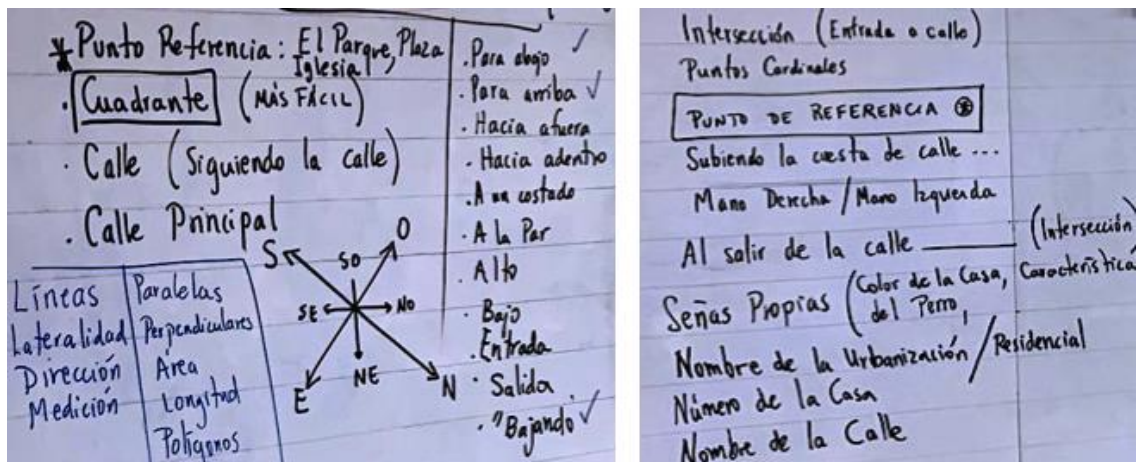 * Punto Referencia: El Parque, Plaza
Iglesia
· Cuadrante (MÁS FÁCIL)
· Calle (Siguiendo la calle)
· Calle Principal
S
SO
O
SE
NO
E
NE
N
Líneas
Lateralidad
Dirección
Medición
Paralelas
Perpendiculares
Área
Longitud
Polígonos
· Para abajo ✓
· Para arriba ✓
· Hacia afuera
· Hacia adentro
· A un costado
· A la Par
· Alto
· Bajo
· Entrada
· Salida
· "Bajando" ✓
Intersección (Entrada a calle)
Puntos Cardinales
PUNTO DE REFERENCIA *
Subiendo la cuesta de calle ...
Mano Derecha / Mano Izquierda
Al salir de la calle ______ (Intersección)
Señas Propias (Color de la Casa, Característica
del Perro,
Nombre de la Urbanización / Residencial
Número de la Casa
Nombre de la Calle